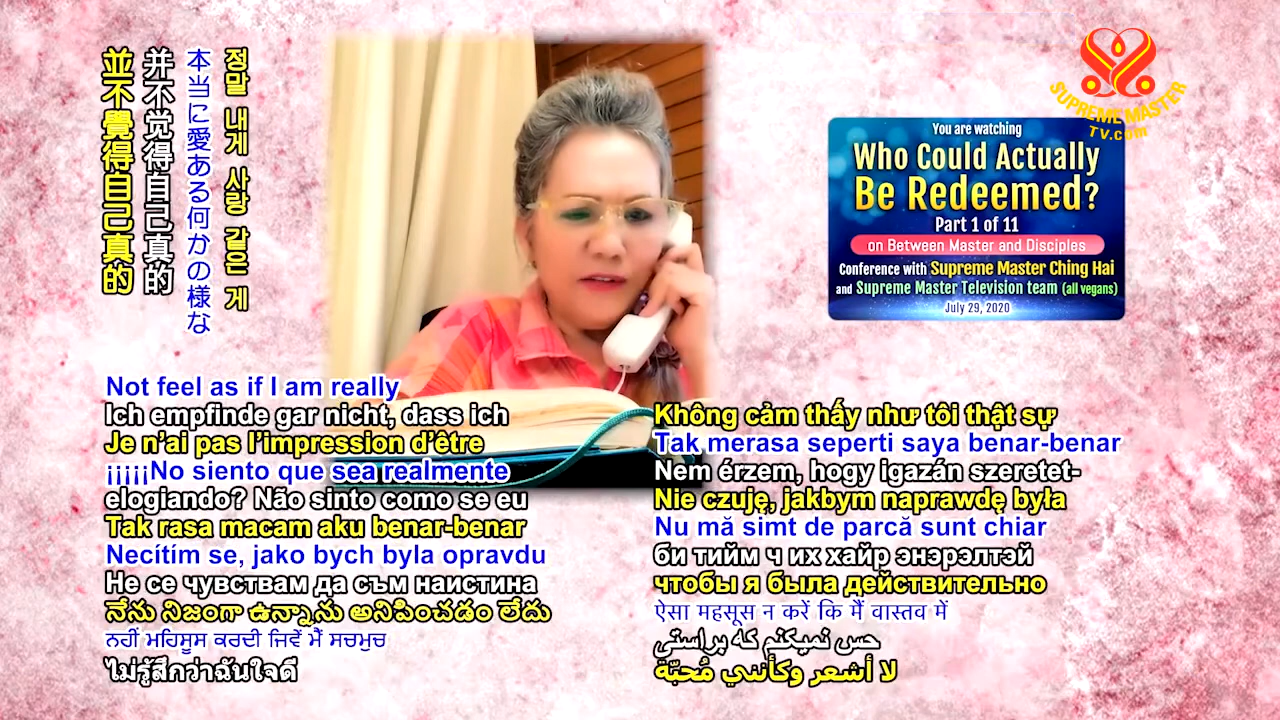 並不覺得自己真的
并不觉得自己真的
本当に愛ある何かの様な
정말 내게 사랑 같은 게
SUPREME MASTER
TV.com
You are watching
Who Could Actually
Be Redeemed?
Part 1 of 11
on Between Master and Disciples
Conference with Supreme Master Ching Hai
and Supreme Master Television team (all vegans)
July 29, 2020
Not feel as if I am really
Ich empfinde gar nicht, dass ich
Je n’ai pas l’impression d’être
¡¡¡¡¡No siento que sea realmente
elogiando? Não sinto como se eu
Tak rasa macam aku benar-benar
Necítím se, jako bych byla opravdu
Не се чувствам да съм наистина
నేను నిజంగా ఉన్నాను అనిపించడం లేదు
ਨਹੀਂ ਮਹਿਸੂਸ ਕਰਦੀ ਜਿਵੇਂ ਮੈਂ ਸਚਮੁਚ
ไม่รู้สึกว่าฉันใจดี
Không cảm thấy như tôi thật sự
Tak merasa seperti saya benar-benar
Nem érzem, hogy igazán szeretet-
Nie czuję, jakbym naprawdę była
Nu mă simt de parcă sunt chiar
би тийм ч их хайр энэрэлтэй
чтобы я была действительно
ऐसा महसूस न करें कि मैं वास्तव में
حس نمیکنم که براستی
لا أشعر وكأنني مُحبّة